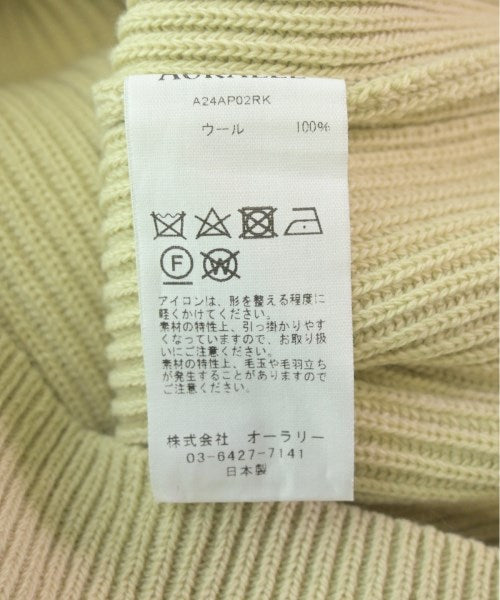 AURALEE
A24AP02RK
ウール 100%
F W
アイロンは、形を整える程度に
軽くかけてください。
素材の特性上、引っ掛かりやす
くなっていますので、お取り扱
いにご注意ください。
素材の特性上、毛玉や毛羽立ち
が発生することがありますので
ご注意ください。
株式会社 オーラリー
03-6427-7141
日本製